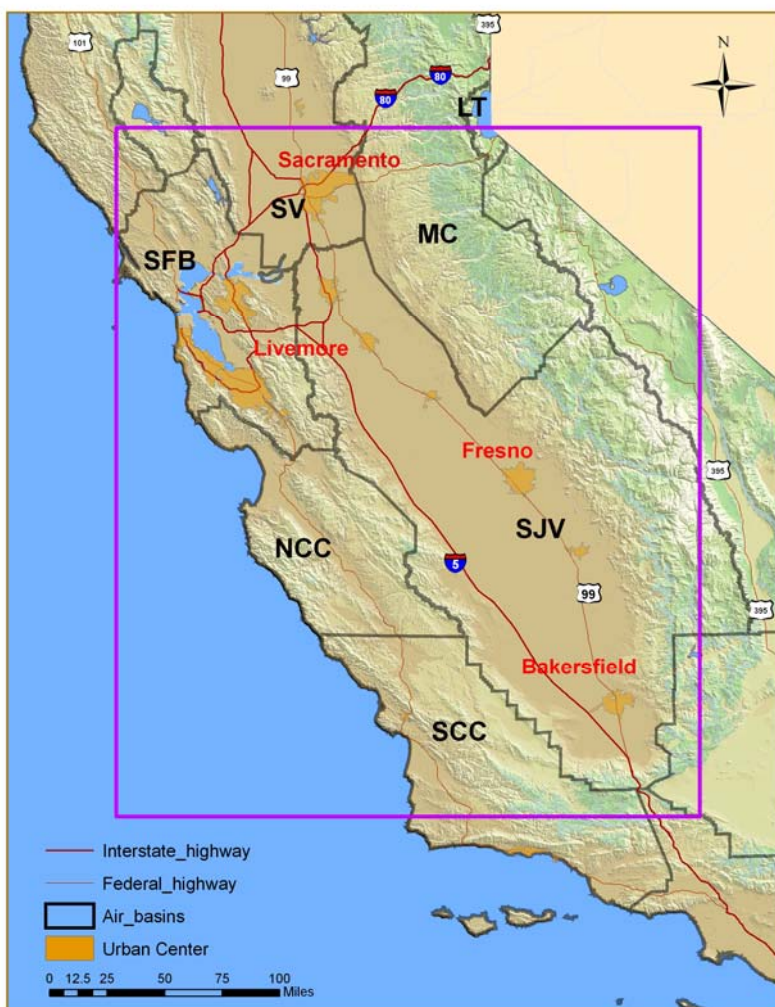 395
101
N
99
80
80
LT
Sacramento
SV
MC
SFB
Livemore
Fresno
395
SJV
NCC
5
99
395
Bakersfield
SCC
Interstate_highway
Federal_highway
Air_basins
Urban Center
0 12.5 25 50 75 100
Miles